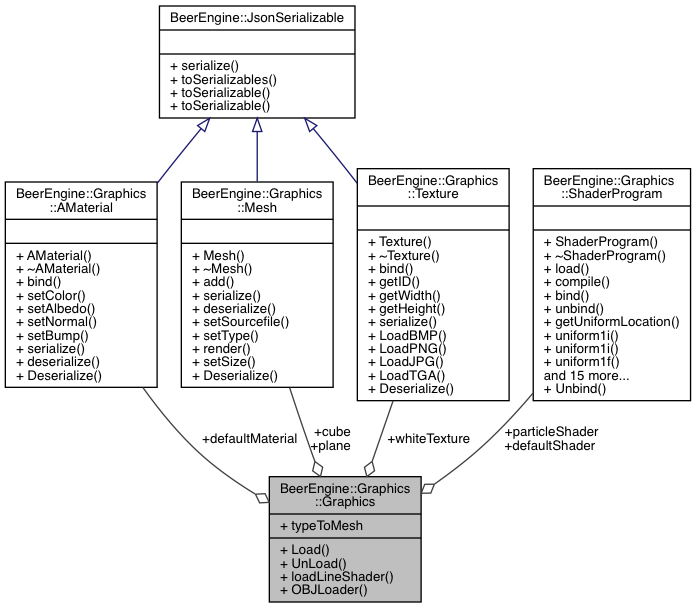 BeerEngine::JsonSerializable
+ serialize()
+ toSerializables()
+ toSerializable()
+ toSerializable()
BeerEngine::Graphics
::AMaterial
+ AMaterial()
+ ~AMaterial()
+ bind()
+ setColor()
+ setAlbedo()
+ setNormal()
+ setBump()
+ serialize()
+ deserialize()
+ Deserialize()
BeerEngine::Graphics
::Mesh
+ Mesh()
+ ~Mesh()
+ add()
+ serialize()
+ deserialize()
+ setSourcefile()
+ setType()
+ render()
+ setSize()
+ Deserialize()
BeerEngine::Graphics
::Texture
+ Texture()
+ ~Texture()
+ bind()
+ getID()
+ getWidth()
+ getHeight()
+ serialize()
+ LoadBMP()
+ LoadPNG()
+ LoadJPG()
+ LoadTGA()
+ Deserialize()
BeerEngine::Graphics
::ShaderProgram
+ ShaderProgram()
+ ~ShaderProgram()
+ load()
+ compile()
+ bind()
+ unbind()
+ getUniformLocation()
+ uniform1i()
+ uniform1i()
+ uniform1f()
and 15 more...
+ Unbind()
+defaultMaterial
+cube
+plane
+whiteTexture
+particleShader
+defaultShader
BeerEngine::Graphics
::Graphics
+ typeToMesh
+ Load()
+ UnLoad()
+ loadLineShader()
+ OBJLoader()